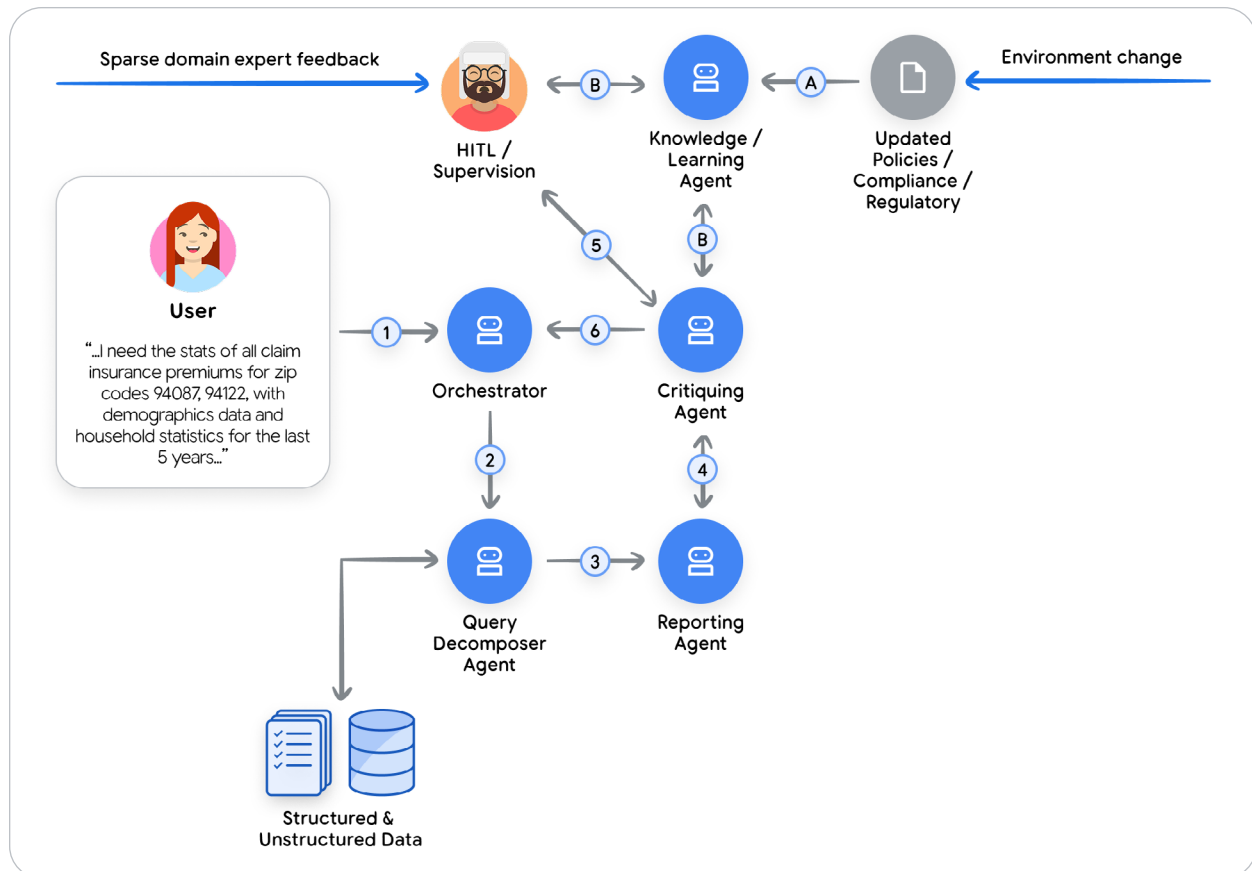 Sparse domain expert feedback
Environment change
B
A
HITL /
Supervision
Knowledge /
Learning
Agent
Updated
Policies /
Compliance /
Regulatory
5
B
User
“...I need the stats of all claim
insurance premiums for zip
codes 94087, 94122, with
demographics data and
household statistics for the last
5 years...”
1
6
Orchestrator
Critiquing
Agent
2
4
3
Query
Decomposer
Agent
Reporting
Agent
Structured &
Unstructured Data